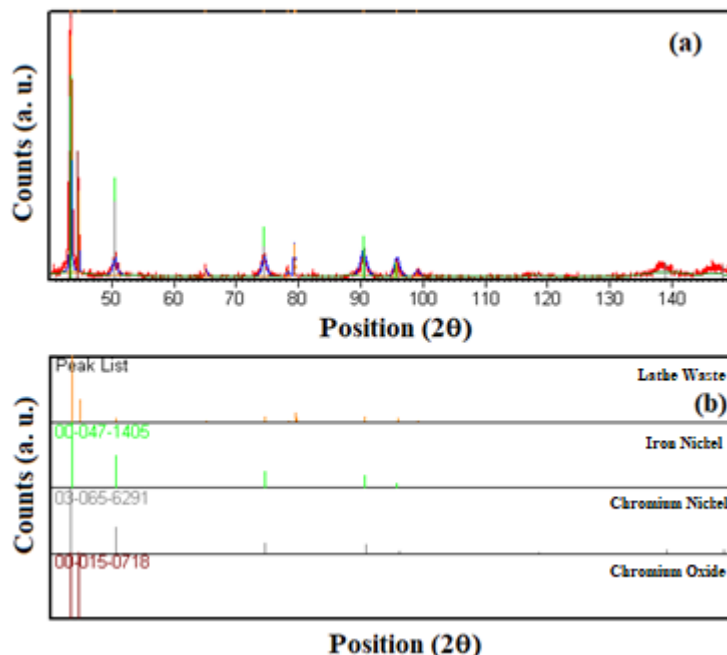 (a)
Counts (a. u.)
50 60 70 80 90 100 110 120 130 140
Position (2θ)
Peak List
Lathe Waste
(b)
00-047-1405
Iron Nickel
03-065-6291
Chromium Nickel
00-015-0718
Chromium Oxide
Counts (a. u.)
Position (2θ)